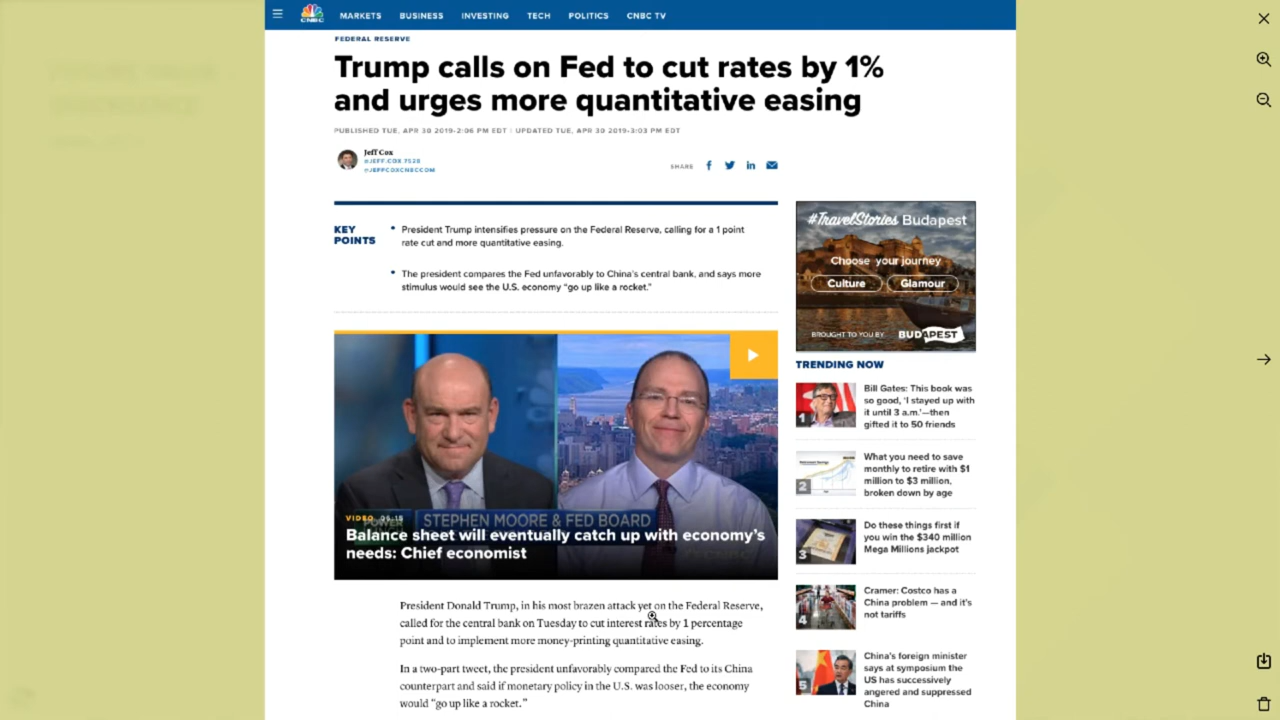 CNBC
MARKETS
BUSINESS
INVESTING
TECH
POLITICS
CNBC TV
FEDERAL RESERVE
Trump calls on Fed to cut rates by 1%
and urges more quantitative easing
PUBLISHED TUE, APR 30 2019-2:06 PM EDT | UPDATED TUE, APR 30 2019-3:03 PM EDT
Jeff Cox
@JEFF.COX.7528
@JEFFCOXCNBCCOM
SHARE
KEY
POINTS
• President Trump intensifies pressure on the Federal Reserve, calling for a 1 point
rate cut and more quantitative easing.
• The president compares the Fed unfavorably to China's central bank, and says more
stimulus would see the U.S. economy “go up like a rocket.”
VIDEO
POWER
STEPHEN MOORE & FED BOARD
Balance sheet will eventually catch up with economy’s
needs: Chief economist
President Donald Trump, in his most brazen attack yet on the Federal Reserve,
called for the central bank on Tuesday to cut interest rates by 1 percentage
point and to implement more money-printing quantitative easing.
In a two-part tweet, the president unfavorably compared the Fed to its China
counterpart and said if monetary policy in the U.S. was looser, the economy
would “go up like a rocket.”
#TravelStories Budapest
Choose your journey
Culture
Glamour
BROUGHT TO YOU BY
BUDAPEST
TRENDING NOW
1
Bill Gates: This book was
so good, ‘I stayed up with
it until 3 a.m.’—then
gifted it to 50 friends
2
What you need to save
monthly to retire with $1
million to $3 million,
broken down by age
3
Do these things first if
you win the $340 million
Mega Millions jackpot
4
Cramer: Costco has a
China problem — and it’s
not tariffs
5
China’s foreign minister
says at symposium the
US has successively
angered and suppressed
China